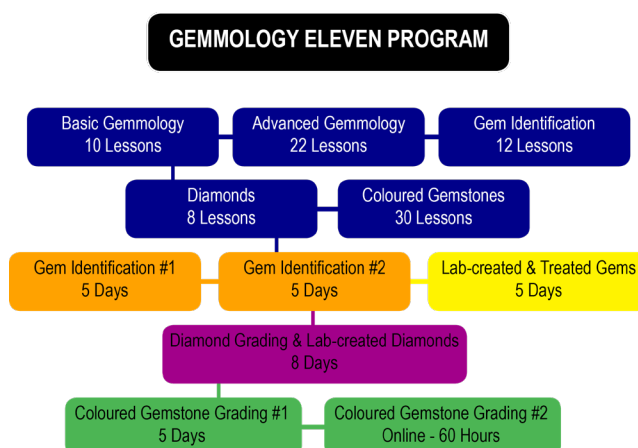 GEMMOLOGY ELEVEN PROGRAM
Basic Gemmology
10 Lessons
Advanced Gemmology
22 Lessons
Gem Identification
12 Lessons
Diamonds
8 Lessons
Coloured Gemstones
30 Lessons
Gem Identification #1
5 Days
Gem Identification #2
5 Days
Lab-created & Treated Gems
5 Days
Diamond Grading & Lab-created Diamonds
8 Days
Coloured Gemstone Grading #1
5 Days
Coloured Gemstone Grading #2
Online - 60 Hours